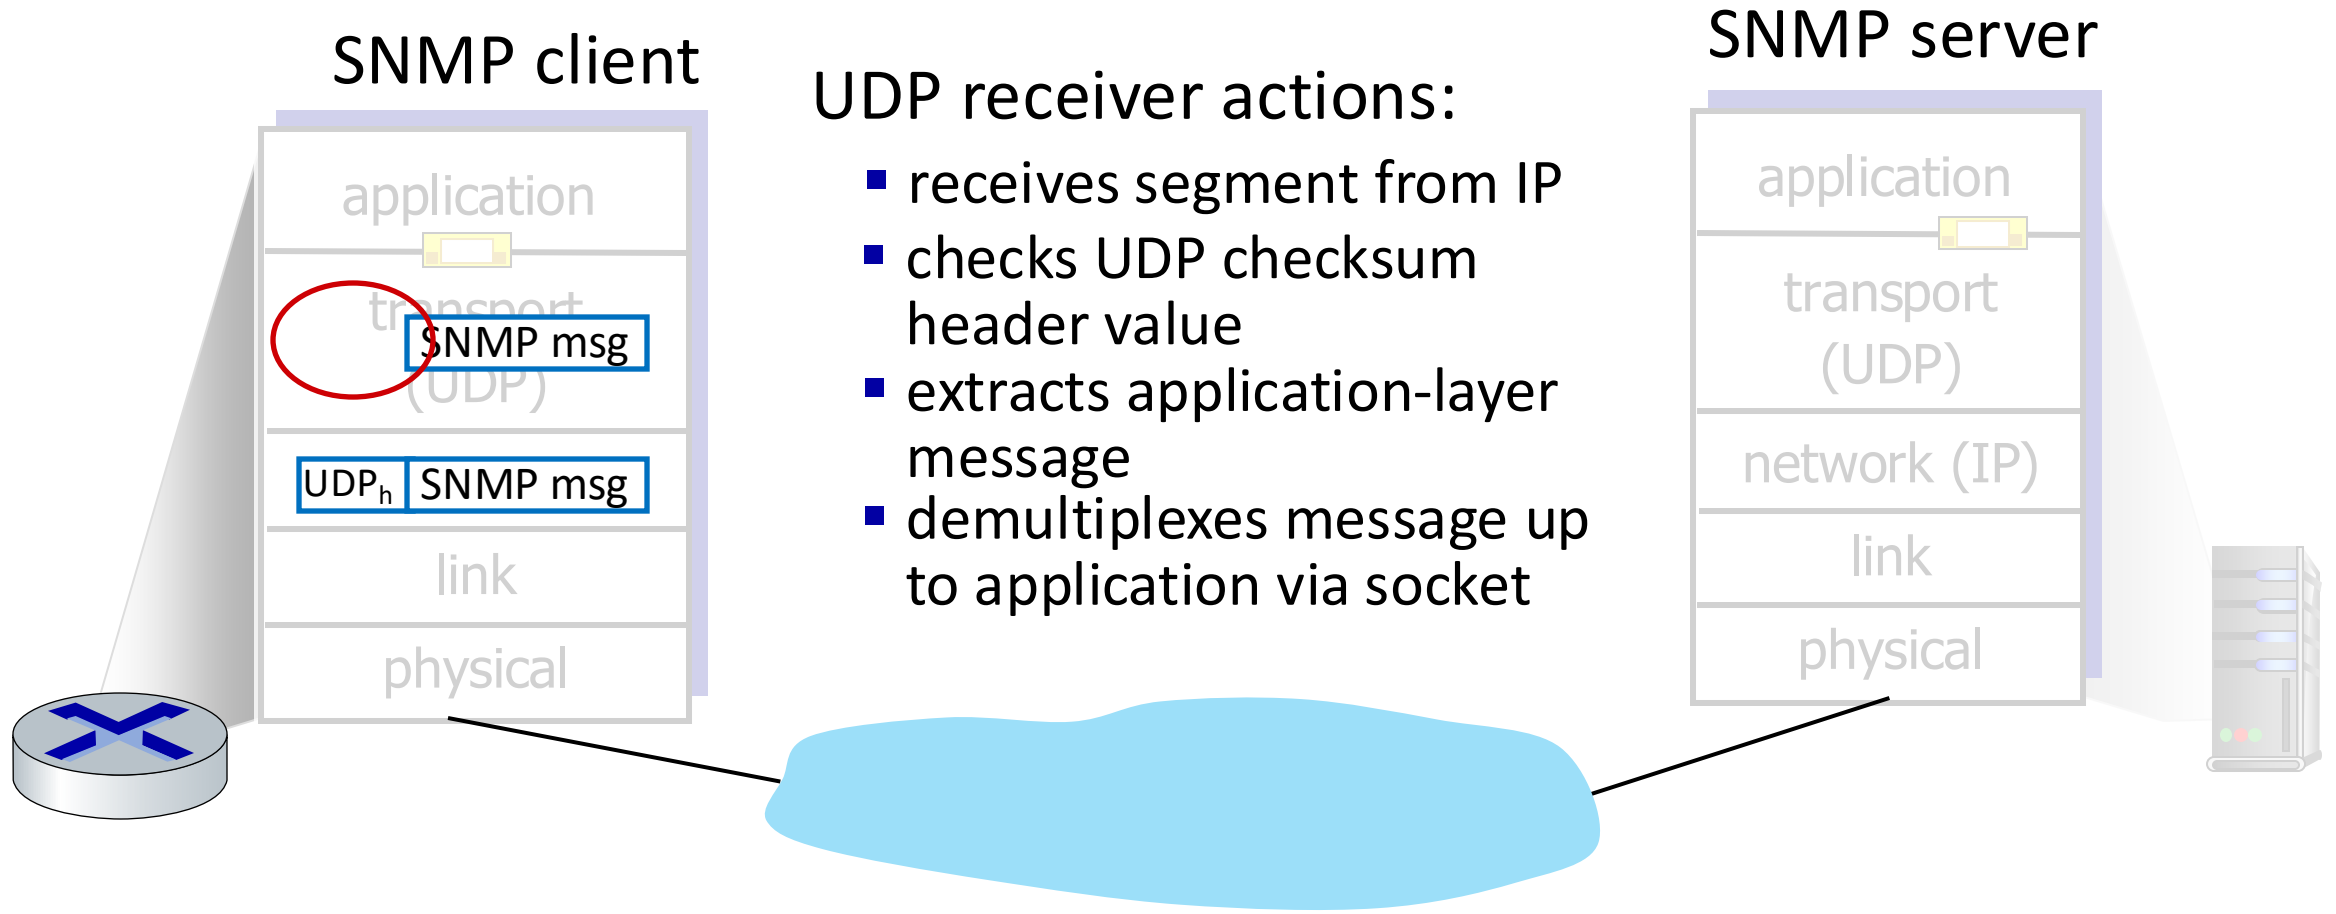 SNMP client
application
transport
SNMP msg
(UDP)
UDPh SNMP msg
link
physical
UDP receiver actions:
receives segment from IP
checks UDP checksum
header value
extracts application-layer
message
demultiplexes message up
to application via socket
SNMP server
application
transport
(UDP)
network (IP)
link
physical